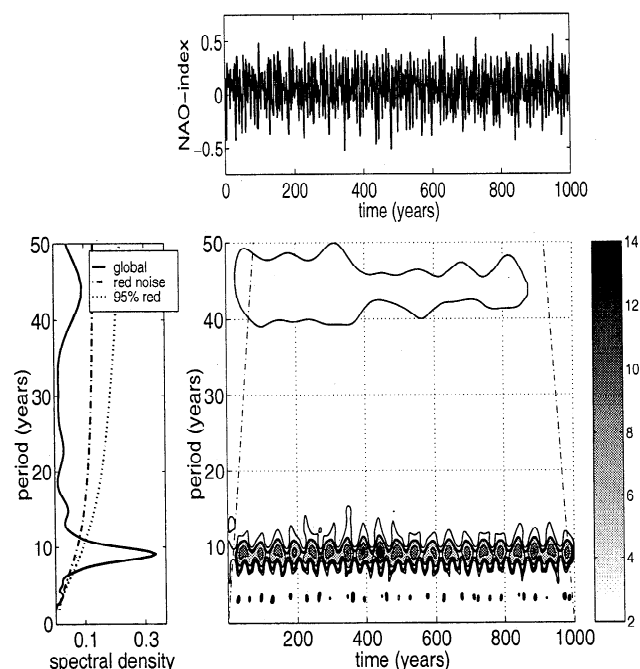 NAO-index
0.5
0
-0.5
0 200 400 600 800 1000
time (years)
period (years)
50
40
30
20
10
0
global
red noise
95% red
0.1 0.3
spectral density
period (years)
50
40
30
20
10
0 200 400 600 800 1000
time (years)
14
12
10
8
6
4
2